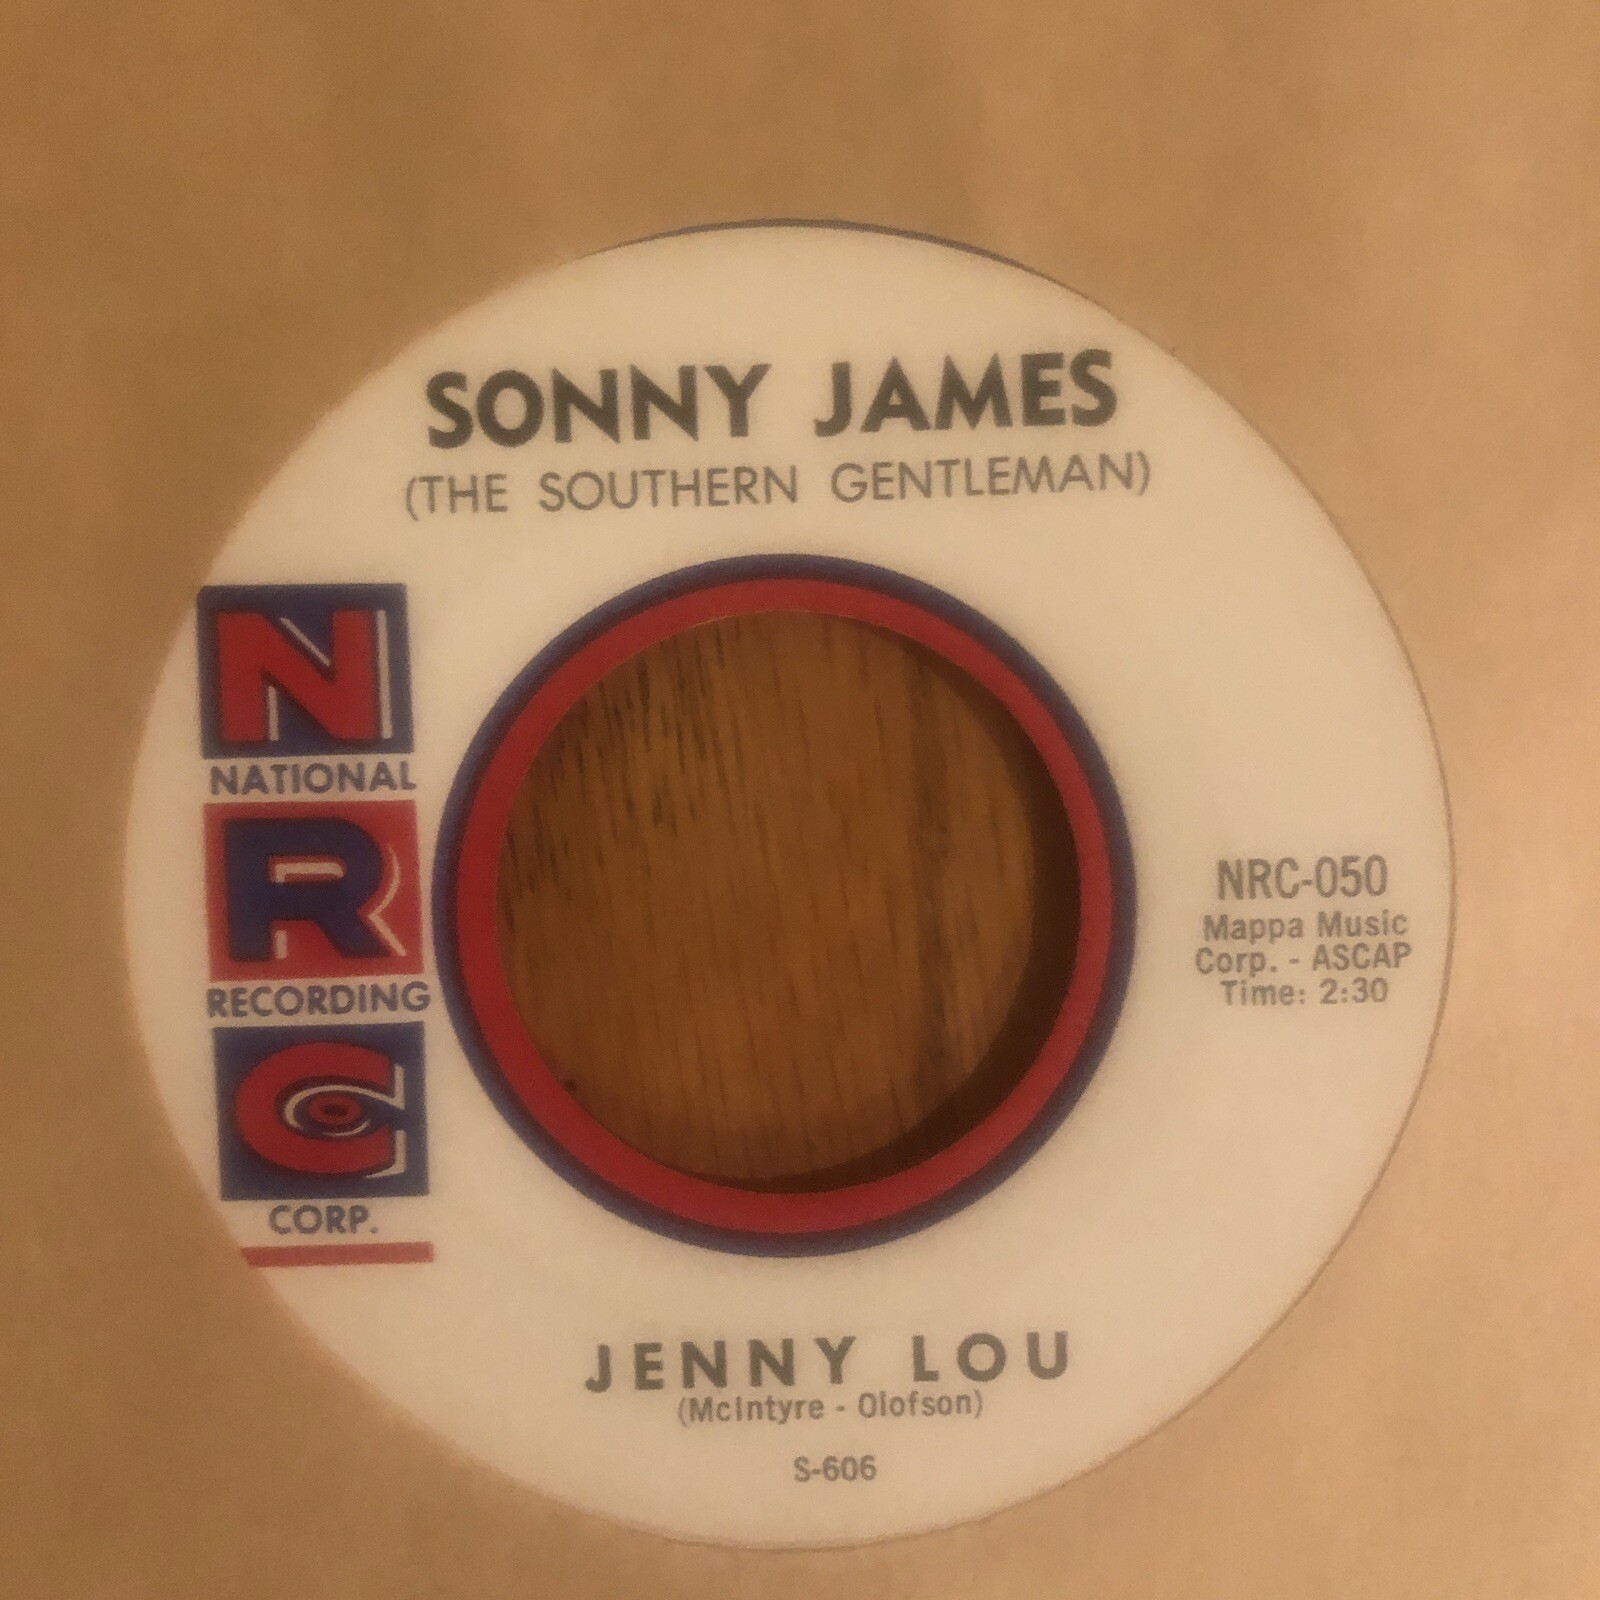 SONNY JAMES
(THE SOUTHERN GENTLEMAN)
N
NATIONAL
R
RECORDING
C
CORP.
NRC-050
Mappa Music
Corp. - ASCAP
Time: 2:30
JENNY LOU
(McIntyre - Olofson)
S-606